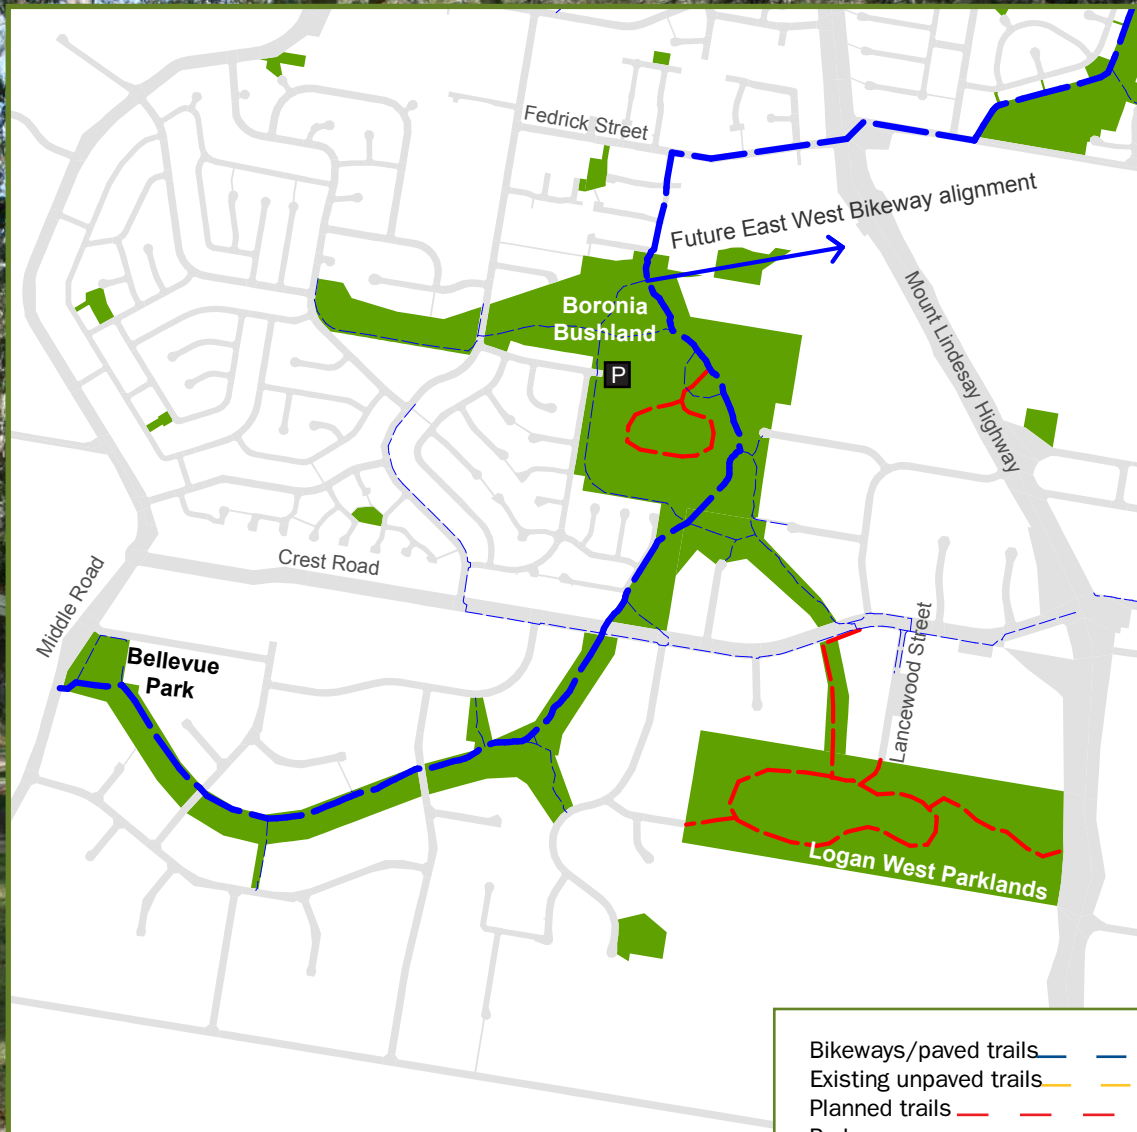 Fedrick Street
Future East West Bikeway alignment
Boronia
Bushland
P
Mount Lindesay Highway
Crest Road
Middle Road
Bellevue
Park
Lancewood Street
Logan West Parklands
Bikeways/paved trails
Existing unpaved trails
Planned trails